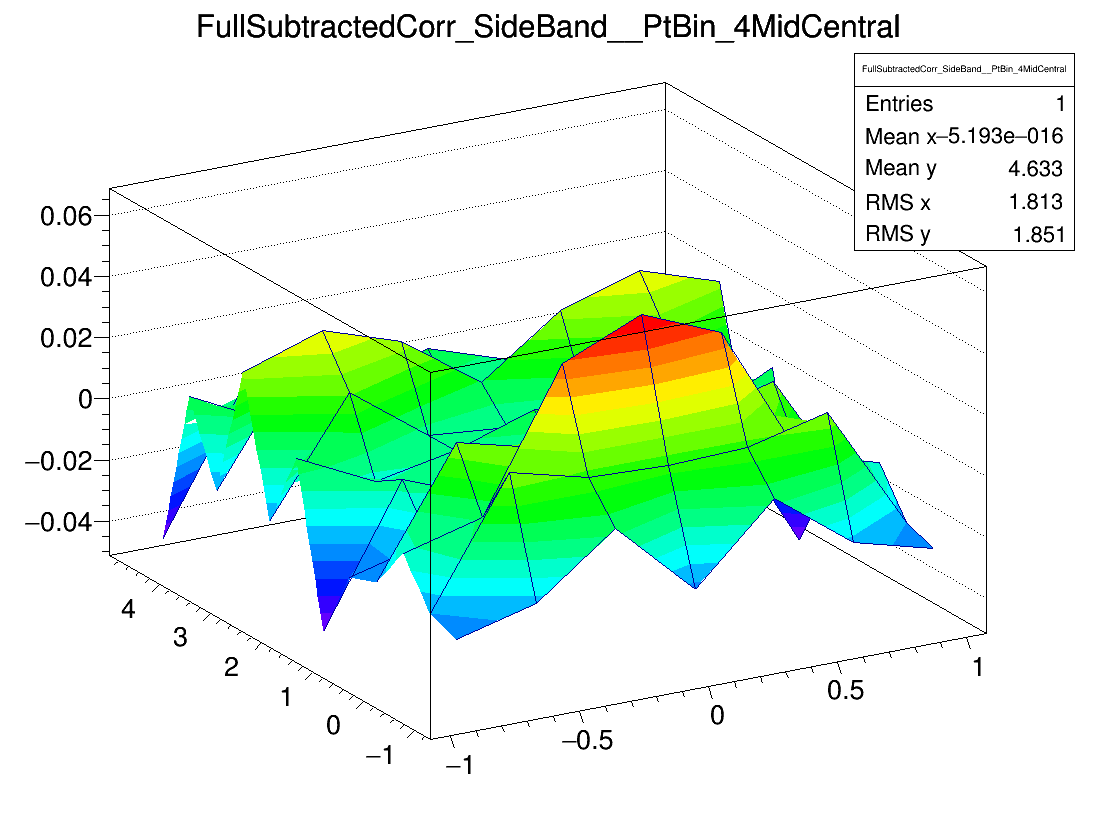 FullSubtractedCorr_SideBand__PtBin_4MidCentral
FullSubtractedCorr_SideBand__PtBin_4MidCentral
Entries 1
Mean x −5.193e−016
Mean y 4.633
RMS x 1.813
RMS y 1.851
0.06
0.04
0.02
0
−0.02
−0.04
4
3
2
1
0
−1
−1
−0.5
0
0.5
1